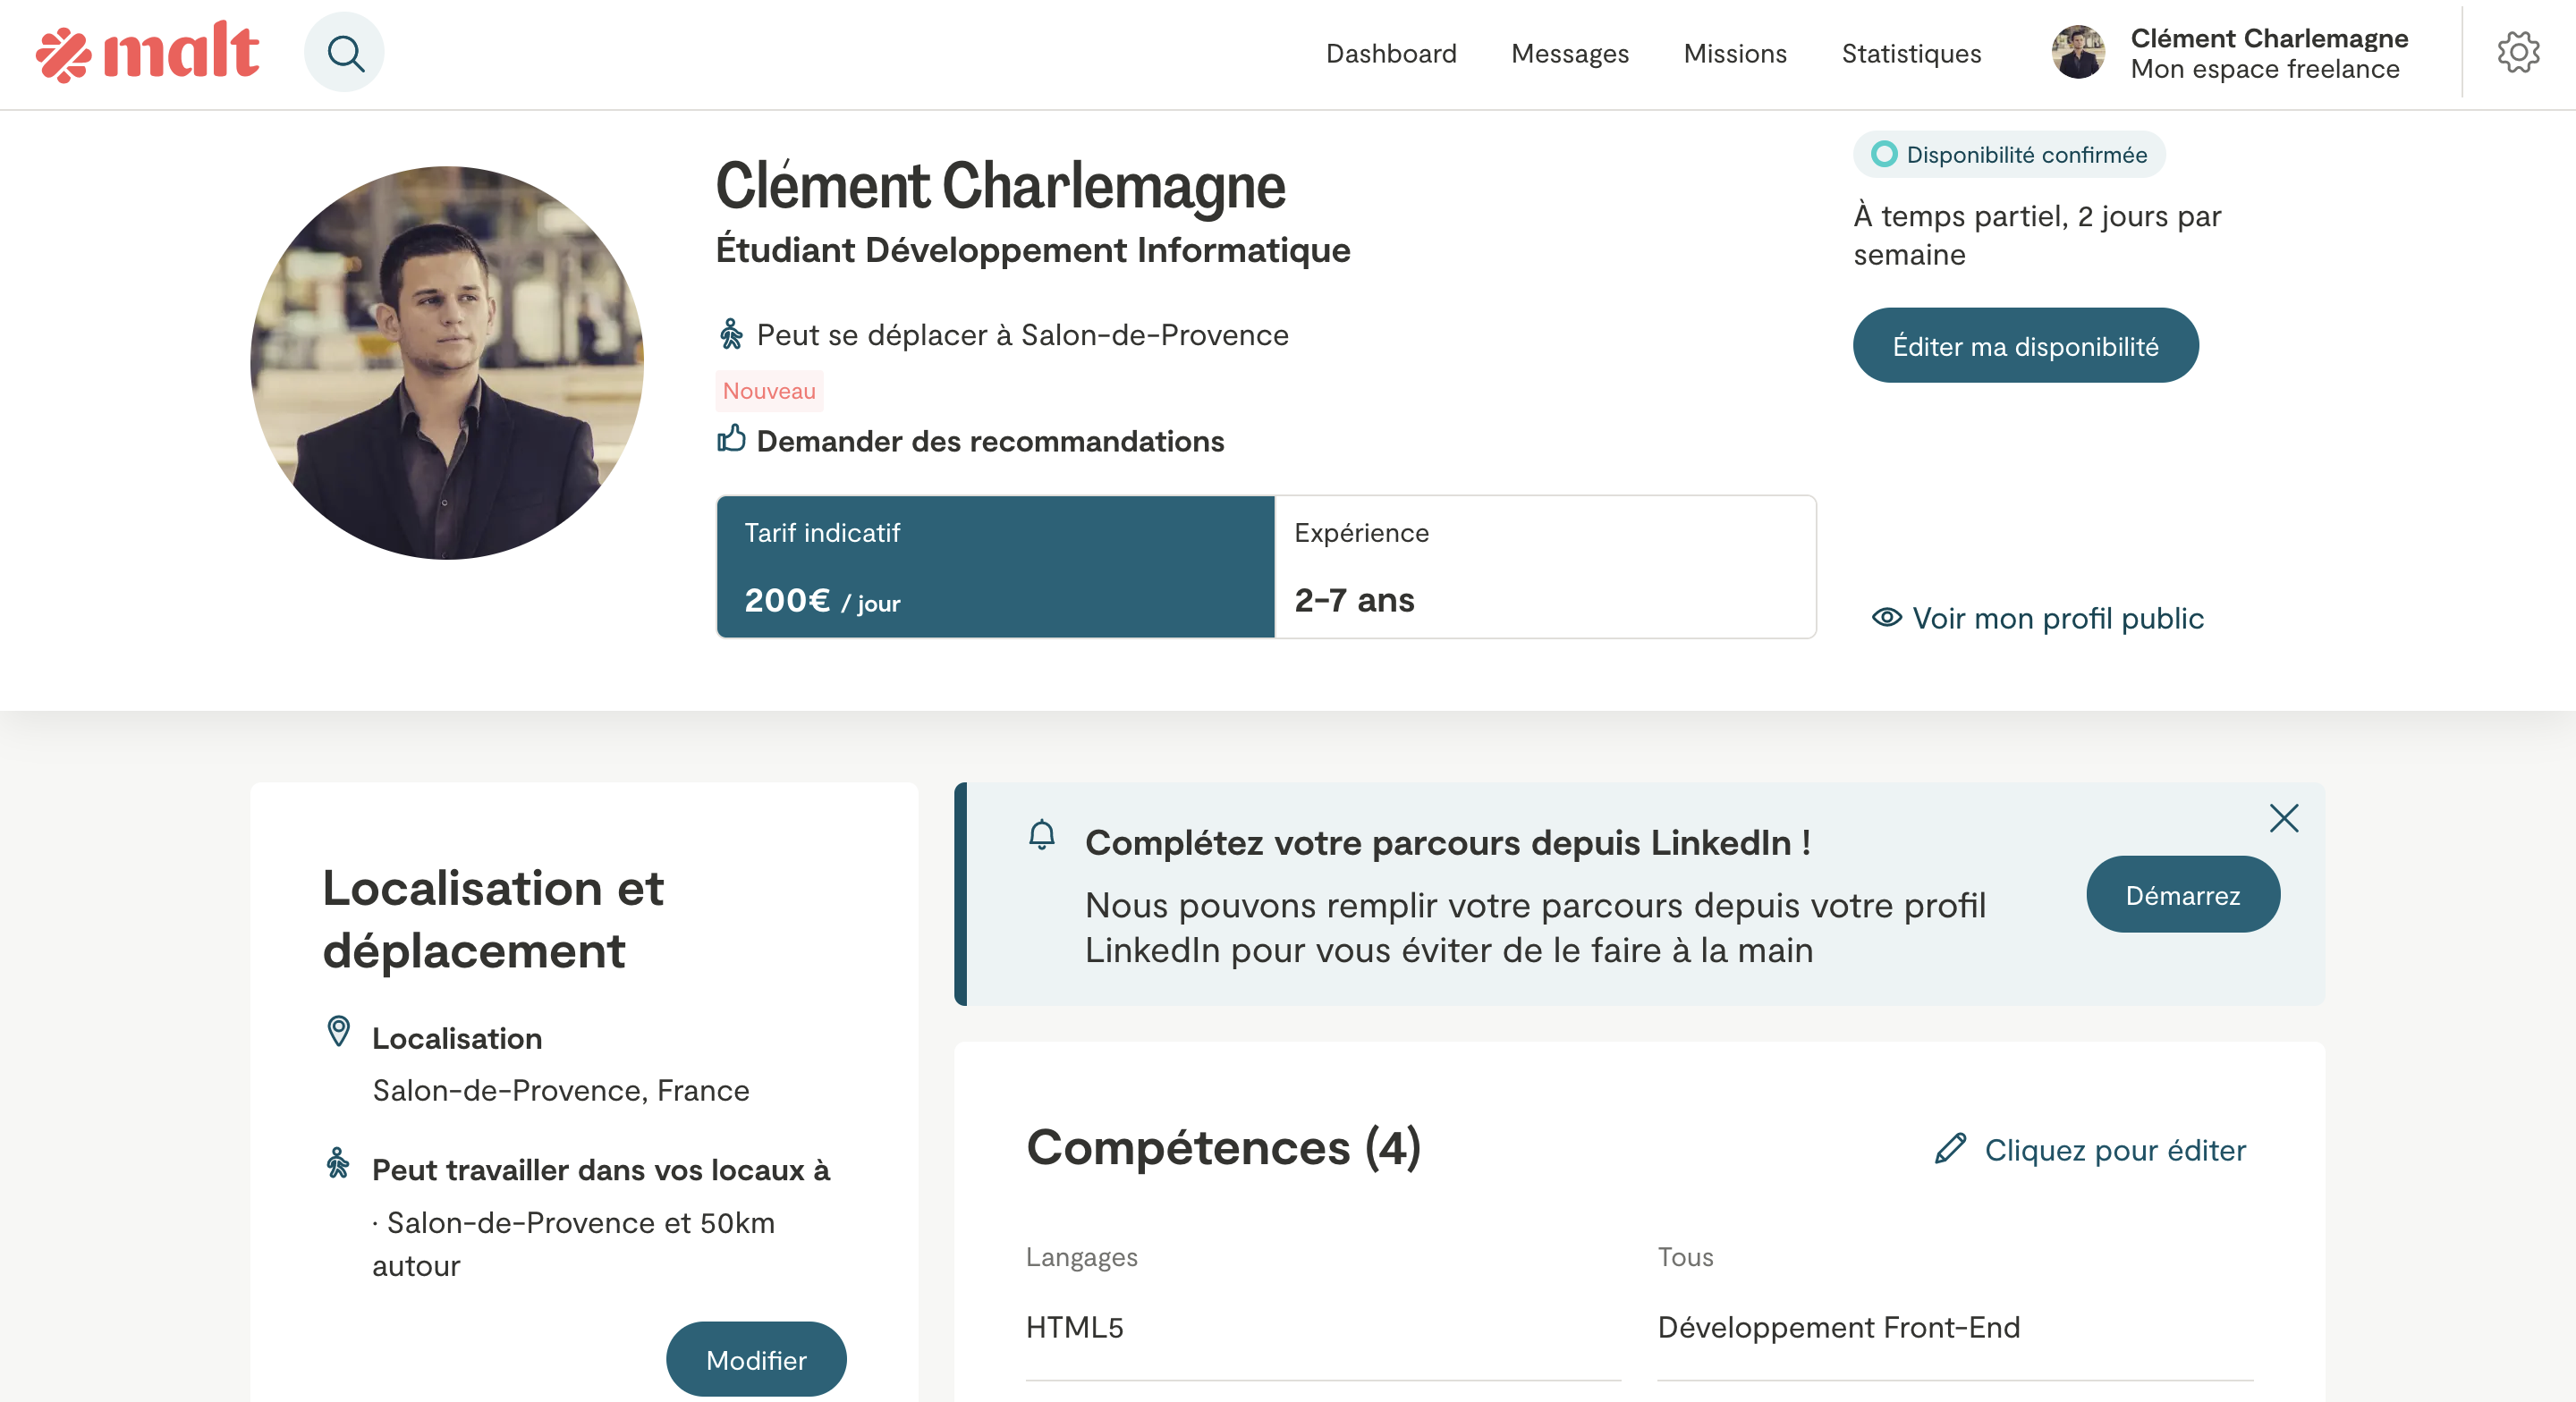 malt
Dashboard
Messages
Missions
Statistiques
Clément Charlemagne
Mon espace freelance
Clément Charlemagne
Étudiant Développement Informatique
Peut se déplacer à Salon-de-Provence
Nouveau
Demander des recommandations
Tarif indicatif
200€ / jour
Expérience
2-7 ans
Disponibilité confirmée
À temps partiel, 2 jours par
semaine
Éditer ma disponibilité
Voir mon profil public
Localisation et
déplacement
Localisation
Salon-de-Provence, France
Peut travailler dans vos locaux à
· Salon-de-Provence et 50km
autour
Modifier
Complétez votre parcours depuis LinkedIn !
Nous pouvons remplir votre parcours depuis votre profil
LinkedIn pour vous éviter de le faire à la main
Démarrez
Compétences (4)
Cliquez pour éditer
Langages
HTML5
Tous
Développement Front-End